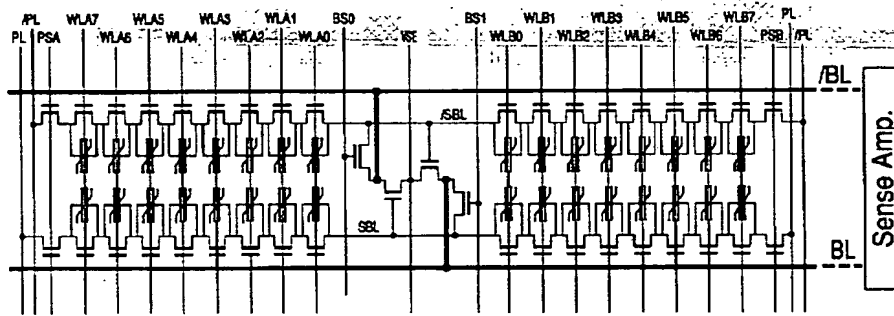 /PL WLA7 WLA5 WLA3 WLA1 BS0 VSS BS1 WLB1 WLB3 WLB5 WLB7 PL
PL PSA WLA6 WLA4 WLA2 WLA0 WLB0 WLB2 WLB4 WLB6 PSB /PL
/BL
/SBL
SBL
BL
Sense Amp.